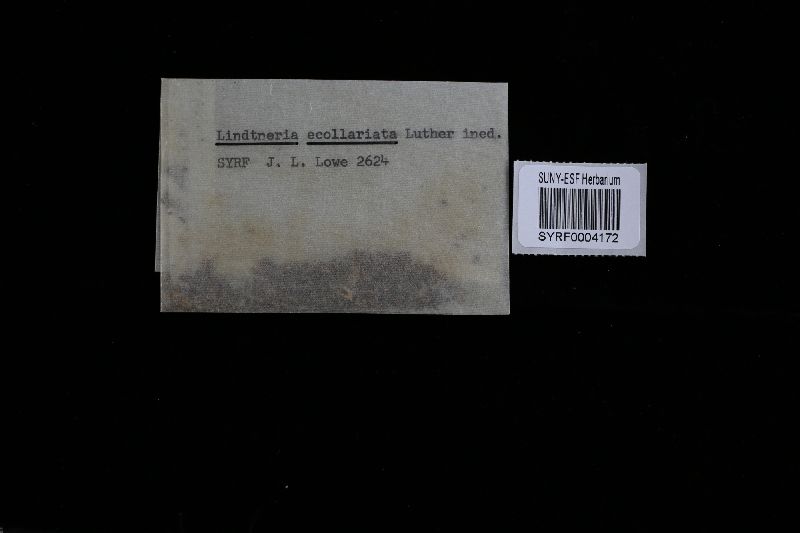 Lindtneria ecollariata Luther ined.
SYRF J. L. Lowe 2624
SUNY-ESF Herbarium
SYRF0004172